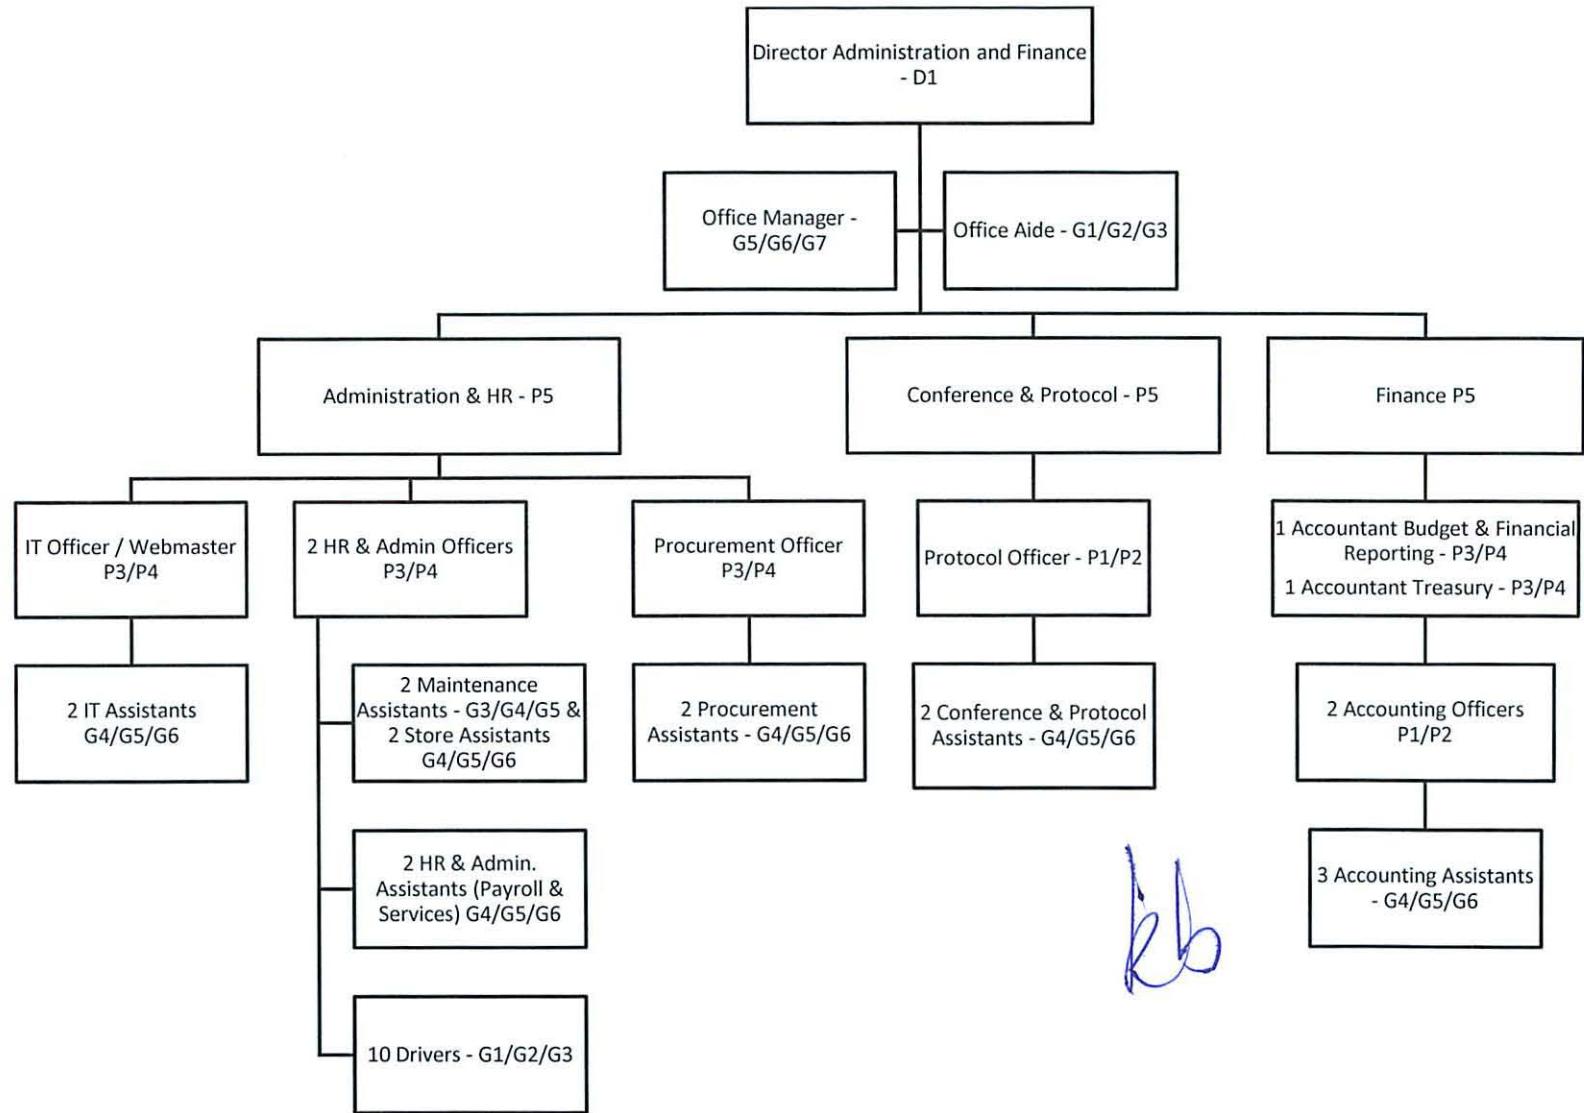 Director Administration and Finance
- D1
Office Manager -
G5/G6/G7
Office Aide - G1/G2/G3
Administration & HR - P5
Conference & Protocol - P5
Finance P5
IT Officer / Webmaster
P3/P4
2 HR & Admin Officers
P3/P4
Procurement Officer
P3/P4
Protocol Officer - P1/P2
1 Accountant Budget & Financial
Reporting - P3/P4
1 Accountant Treasury - P3/P4
2 IT Assistants
G4/G5/G6
2 Maintenance
Assistants - G3/G4/G5 &
2 Store Assistants
G4/G5/G6
2 Procurement
Assistants - G4/G5/G6
2 Conference & Protocol
Assistants - G4/G5/G6
2 Accounting Officers
P1/P2
2 HR & Admin.
Assistants (Payroll &
Services) G4/G5/G6
3 Accounting Assistants
- G4/G5/G6
10 Drivers - G1/G2/G3